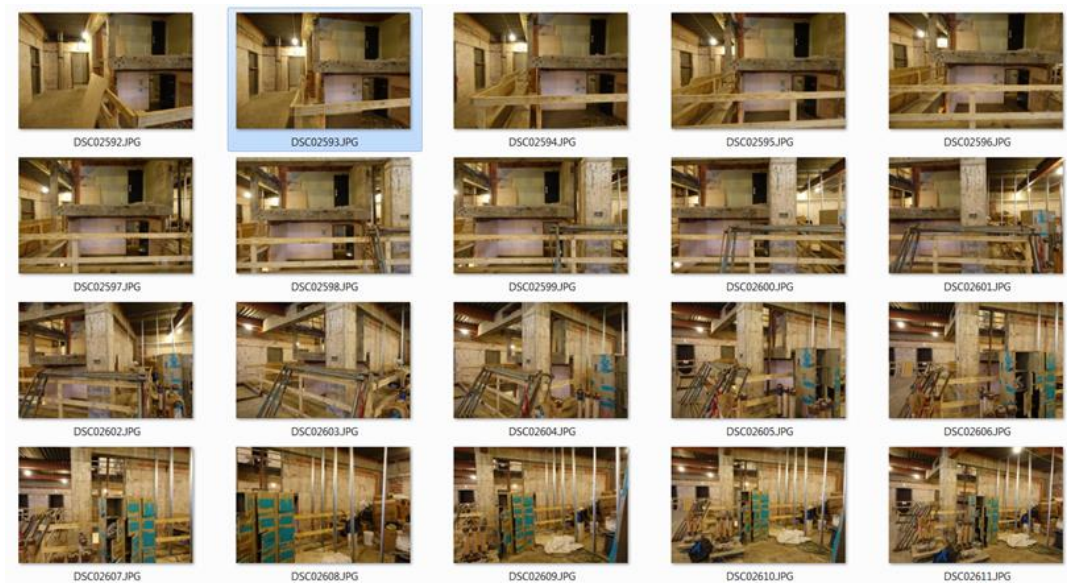 DSC02592.JPG
DSC02593.JPG
DSC02594.JPG
DSC02595.JPG
DSC02596.JPG
DSC02597.JPG
DSC02598.JPG
DSC02599.JPG
DSC02600.JPG
DSC02601.JPG
DSC02602.JPG
DSC02603.JPG
DSC02604.JPG
DSC02605.JPG
DSC02606.JPG
DSC02607.JPG
DSC02608.JPG
DSC02609.JPG
DSC02610.JPG
DSC02611.JPG